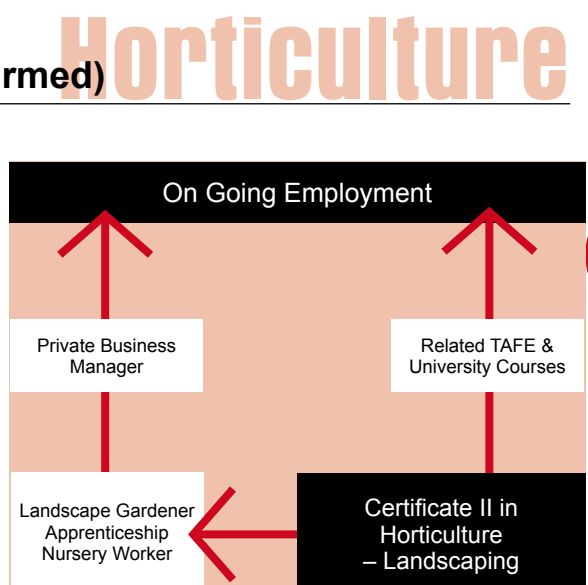 Horticulture
rmed)
On Going Employment
Private Business
Manager
Related TAFE &
University Courses
Landscape Gardener
Apprenticeship
Nursery Worker
Certificate II in
Horticulture
– Landscaping